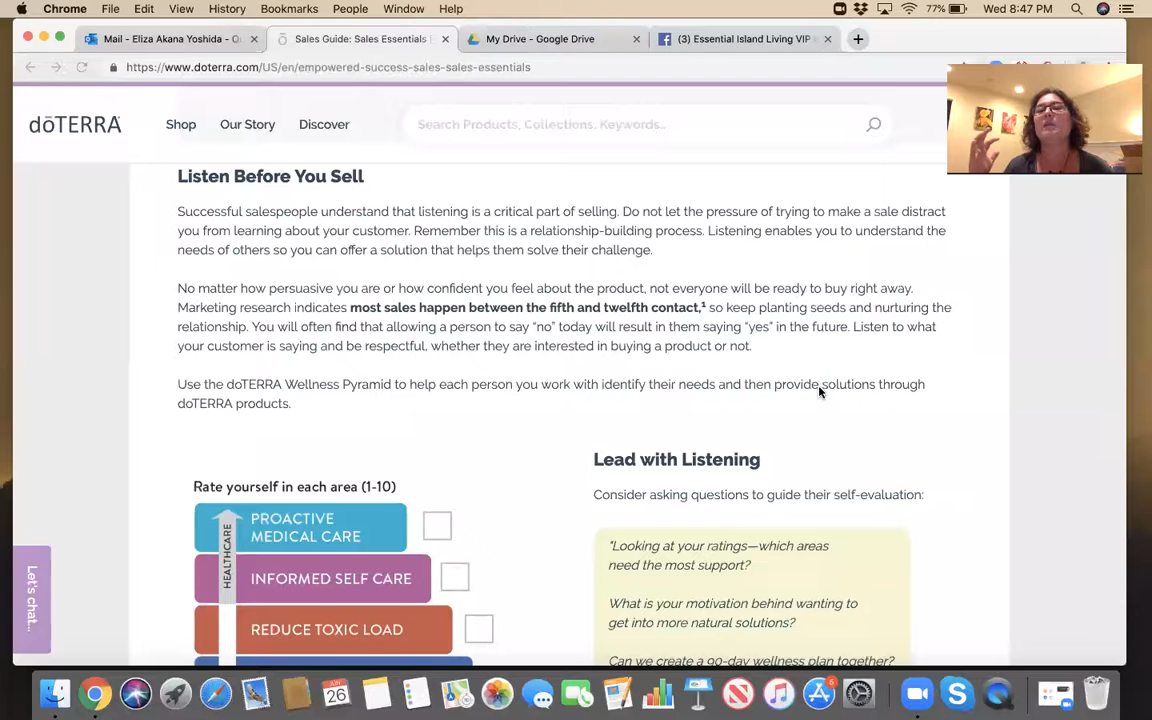 Chrome File Edit View History Bookmarks People Window Help 77% Wed 8:47 PM
Mail - Eliza Akana Yoshida - O
Sales Guide: Sales Essentials |
My Drive - Google Drive
(3) Essential Island Living VIP
https://www.doterra.com/US/en/empowered-success-sales-sales-essentials
dōTERRA
Shop Our Story Discover
Search Products, Collections, Keywords...
Listen Before You Sell
Successful salespeople understand that listening is a critical part of selling. Do not let the pressure of trying to make a sale distract
you from learning about your customer. Remember this is a relationship-building process. Listening enables you to understand the
needs of others so you can offer a solution that helps them solve their challenge.
No matter how persuasive you are or how confident you feel about the product, not everyone will be ready to buy right away.
Marketing research indicates most sales happen between the fifth and twelfth contact,¹ so keep planting seeds and nurturing the
relationship. You will often find that allowing a person to say “no” today will result in them saying “yes” in the future. Listen to what
your customer is saying and be respectful, whether they are interested in buying a product or not.
Use the doTERRA Wellness Pyramid to help each person you work with identify their needs and then provide solutions through
doTERRA products.
Rate yourself in each area (1-10)
HEALTHCARE
PROACTIVE
MEDICAL CARE
INFORMED SELF CARE
REDUCE TOXIC LOAD
Lead with Listening
Consider asking questions to guide their self-evaluation:
"Looking at your ratings—which areas
need the most support?
What is your motivation behind wanting to
get into more natural solutions?
Can we create a 90-day wellness plan together?
Let's chat...
26
6